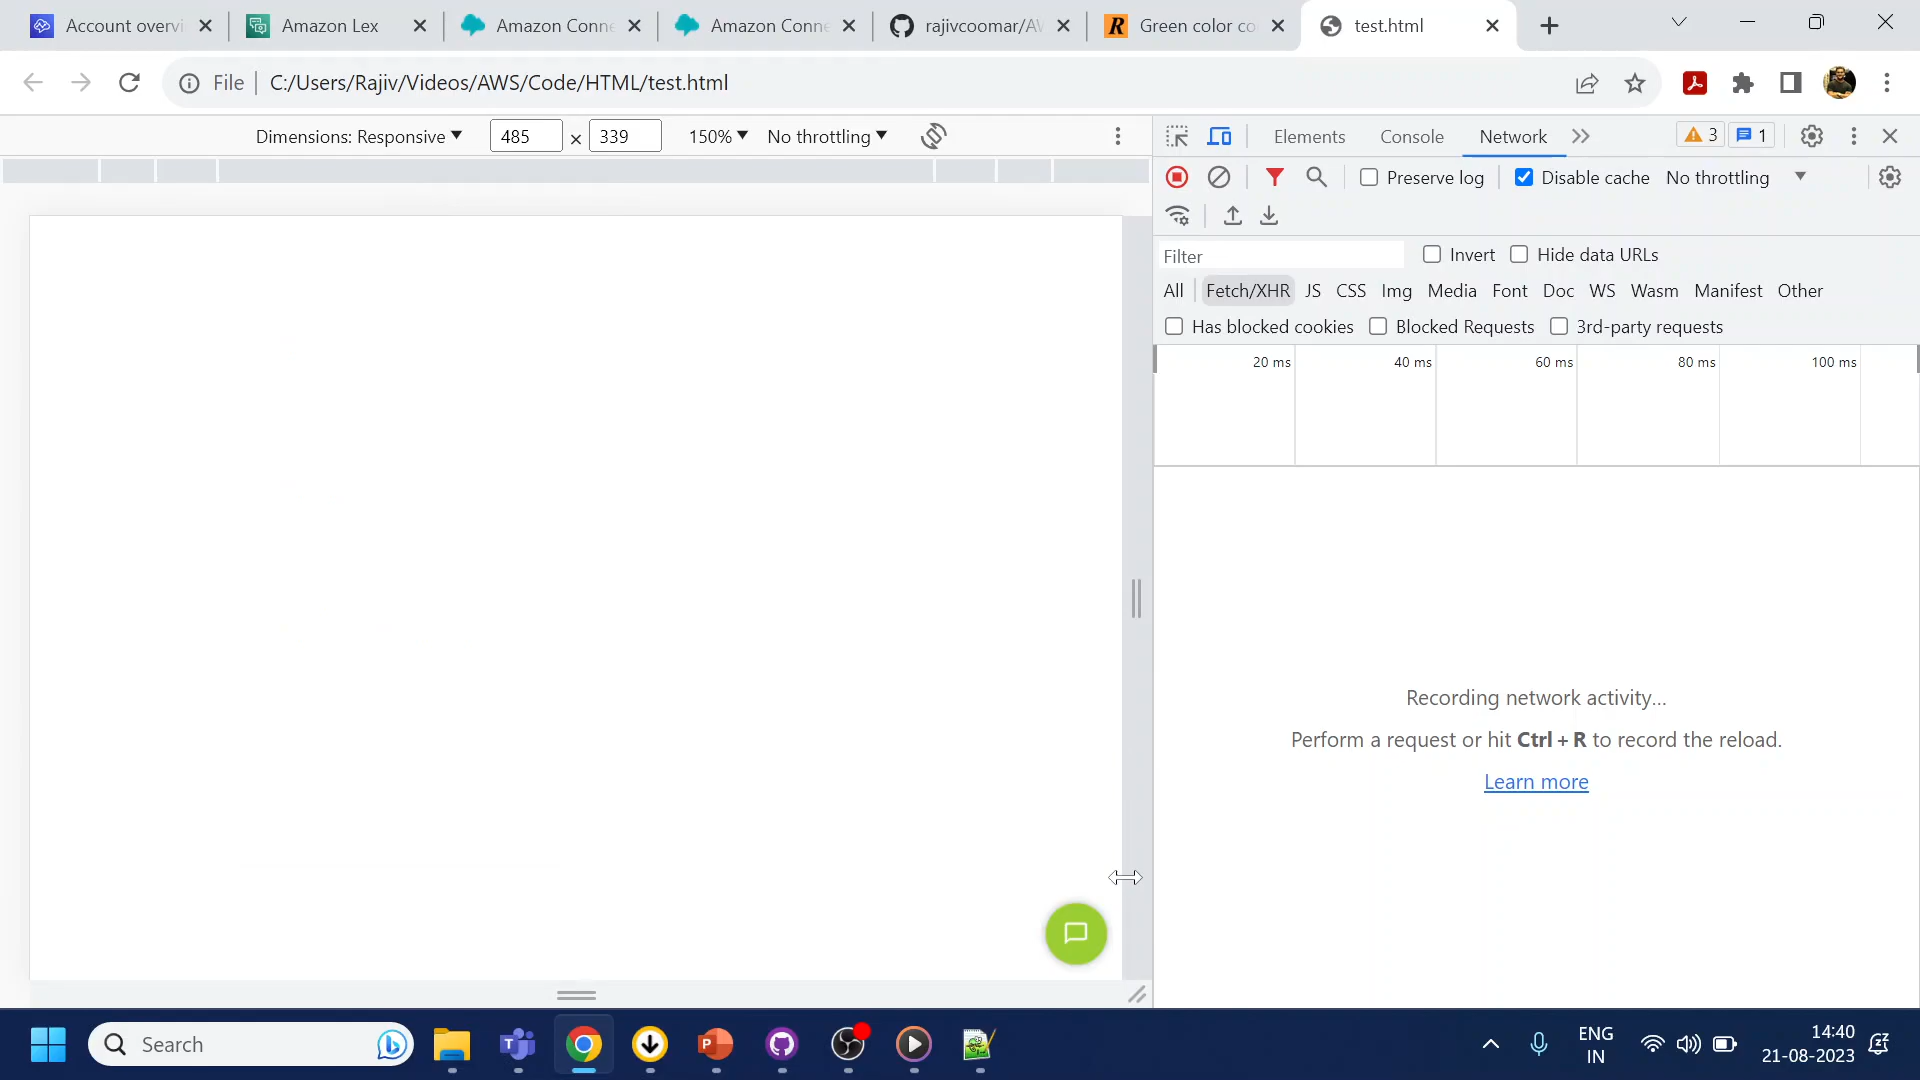 Account overvi
Amazon Lex
Amazon Conne
Amazon Conne
rajivcoomar/AW
Green color co
test.html
File
C:/Users/Rajiv/Videos/AWS/Code/HTML/test.html
Dimensions: Responsive
485 × 339
150%
No throttling
Elements
Console
Network
3
1
Preserve log
Disable cache
No throttling
Filter
Invert
Hide data URLs
All
Fetch/XHR
JS
CSS
Img
Media
Font
Doc
WS
Wasm
Manifest
Other
Has blocked cookies
Blocked Requests
3rd-party requests
20 ms
40 ms
60 ms
80 ms
100 ms
Recording network activity…
Perform a request or hit Ctrl + R to record the reload.
Learn more
Search
ENG
IN
14:40
21-08-2023